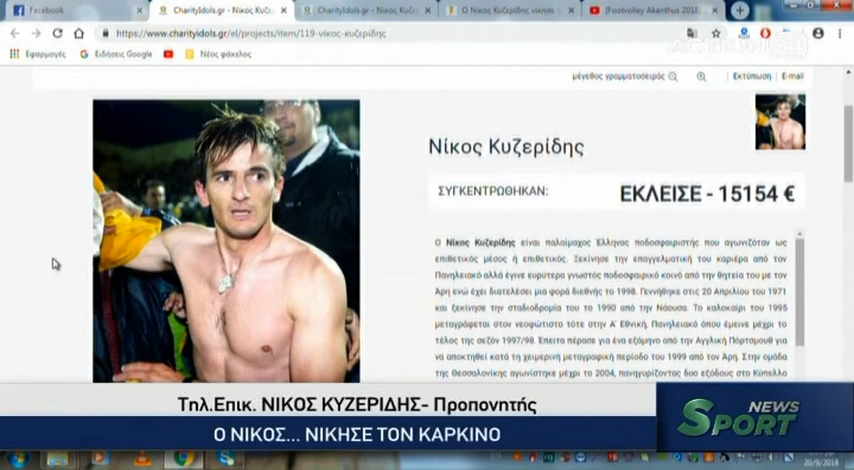 Facebook
CharityIdols.gr - Νίκος Κυζε
CharityIdols.gr - Νίκος Κυζ
Ο Νίκος Κυζερίδης νίκησε τ
[Footvolley Akanthus 2018]
https://www.charityidols.gr/el/projects/item/119-νίκος-κυζερίδης
Εφαρμογές
Ειδήσεις Google
Νέος φάκελος
ACTION 24
μέγεθος γραμματοσειράς
Εκτύπωση
E-mail
Νίκος Κυζερίδης
ΣΥΓΚΕΝΤΡΩΘΗΚΑΝ:
ΕΚΛΕΙΣΕ - 15154 €
Ο Νίκος Κυζερίδης είναι παλαίμαχος Έλληνας ποδοσφαιριστής που αγωνιζόταν ως
επιθετικός μέσος ή επιθετικός. Ξεκίνησε την επαγγελματική του καριέρα από τον
Πανηλειακό αλλά έγινε ευρύτερα γνωστός ποδοσφαιρικό κοινό από την θητεία του με τον
Άρη ενώ έχει διατελέσει μια φορά διεθνής το 1998. Γεννήθηκε στις 20 Απριλίου του 1971
και ξεκίνησε την σταδιοδρομία του το 1990 από την Νάουσα. Το καλοκαίρι του 1995
μεταγράφεται στον νεοφώτιστο τότε στην Α' Εθνική, Πανηλειακό όπου έμεινε μέχρι το
τέλος της σεζόν 1997/98. Έπειτα πέρασε για ένα εξάμηνο από την Αγγλική Πόρτσμουθ για
να αποκτηθεί κατά τη χειμερινή μεταγραφική περίοδο του 1999 από τον Άρη. Στην ομάδα
της Θεσσαλονίκης αγωνίστηκε μέχρι το 2004, πανηγυρίζοντας δυο εξόδους στο Κύπελλο
Τηλ.Επικ. ΝΙΚΟΣ ΚΥΖΕΡΙΔΗΣ- Προπονητής
Ο ΝΙΚΟΣ... ΝΙΚΗΣΕ ΤΟΝ ΚΑΡΚΙΝΟ
NEWS
SPORT
20/9/2018